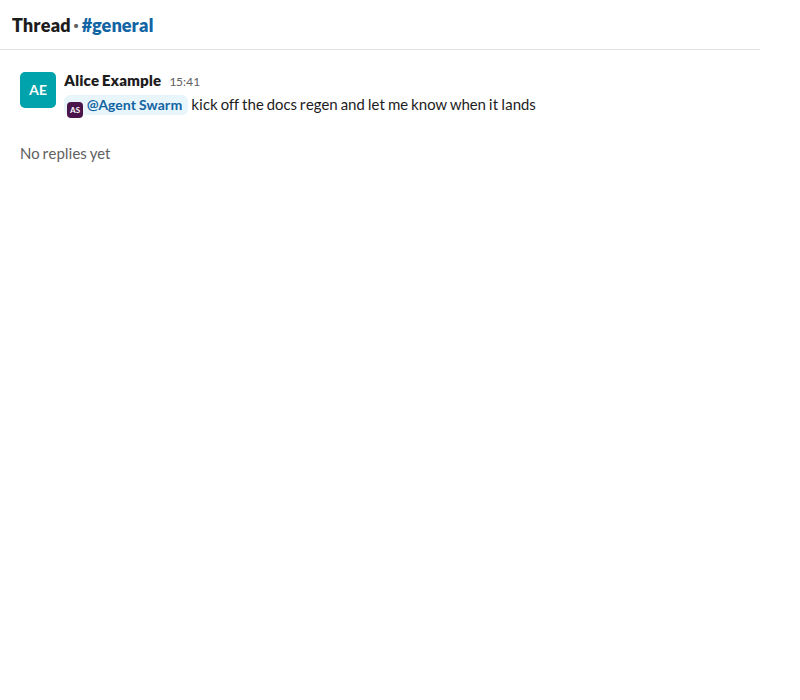 Thread • #general
AE
Alice Example 15:41
AS @Agent Swarm kick off the docs regen and let me know when it lands
No replies yet